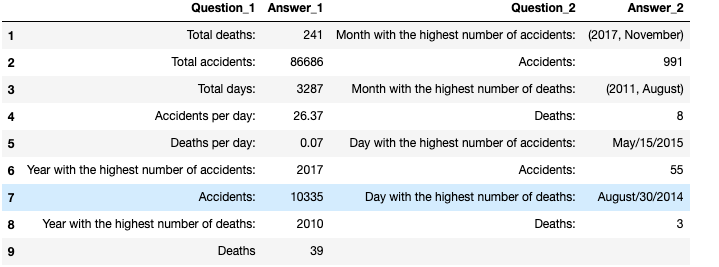 Question_1 Answer_1 Question_2 Answer_2
1 Total deaths: 241 Month with the highest number of accidents: (2017, November)
2 Total accidents: 86686 Accidents: 991
3 Total days: 3287 Month with the highest number of deaths: (2011, August)
4 Accidents per day: 26.37 Deaths: 8
5 Deaths per day: 0.07 Day with the highest number of accidents: May/15/2015
6 Year with the highest number of accidents: 2017 Accidents: 55
7 Accidents: 10335 Day with the highest number of deaths: August/30/2014
8 Year with the highest number of deaths: 2010 Deaths: 3
9 Deaths 39